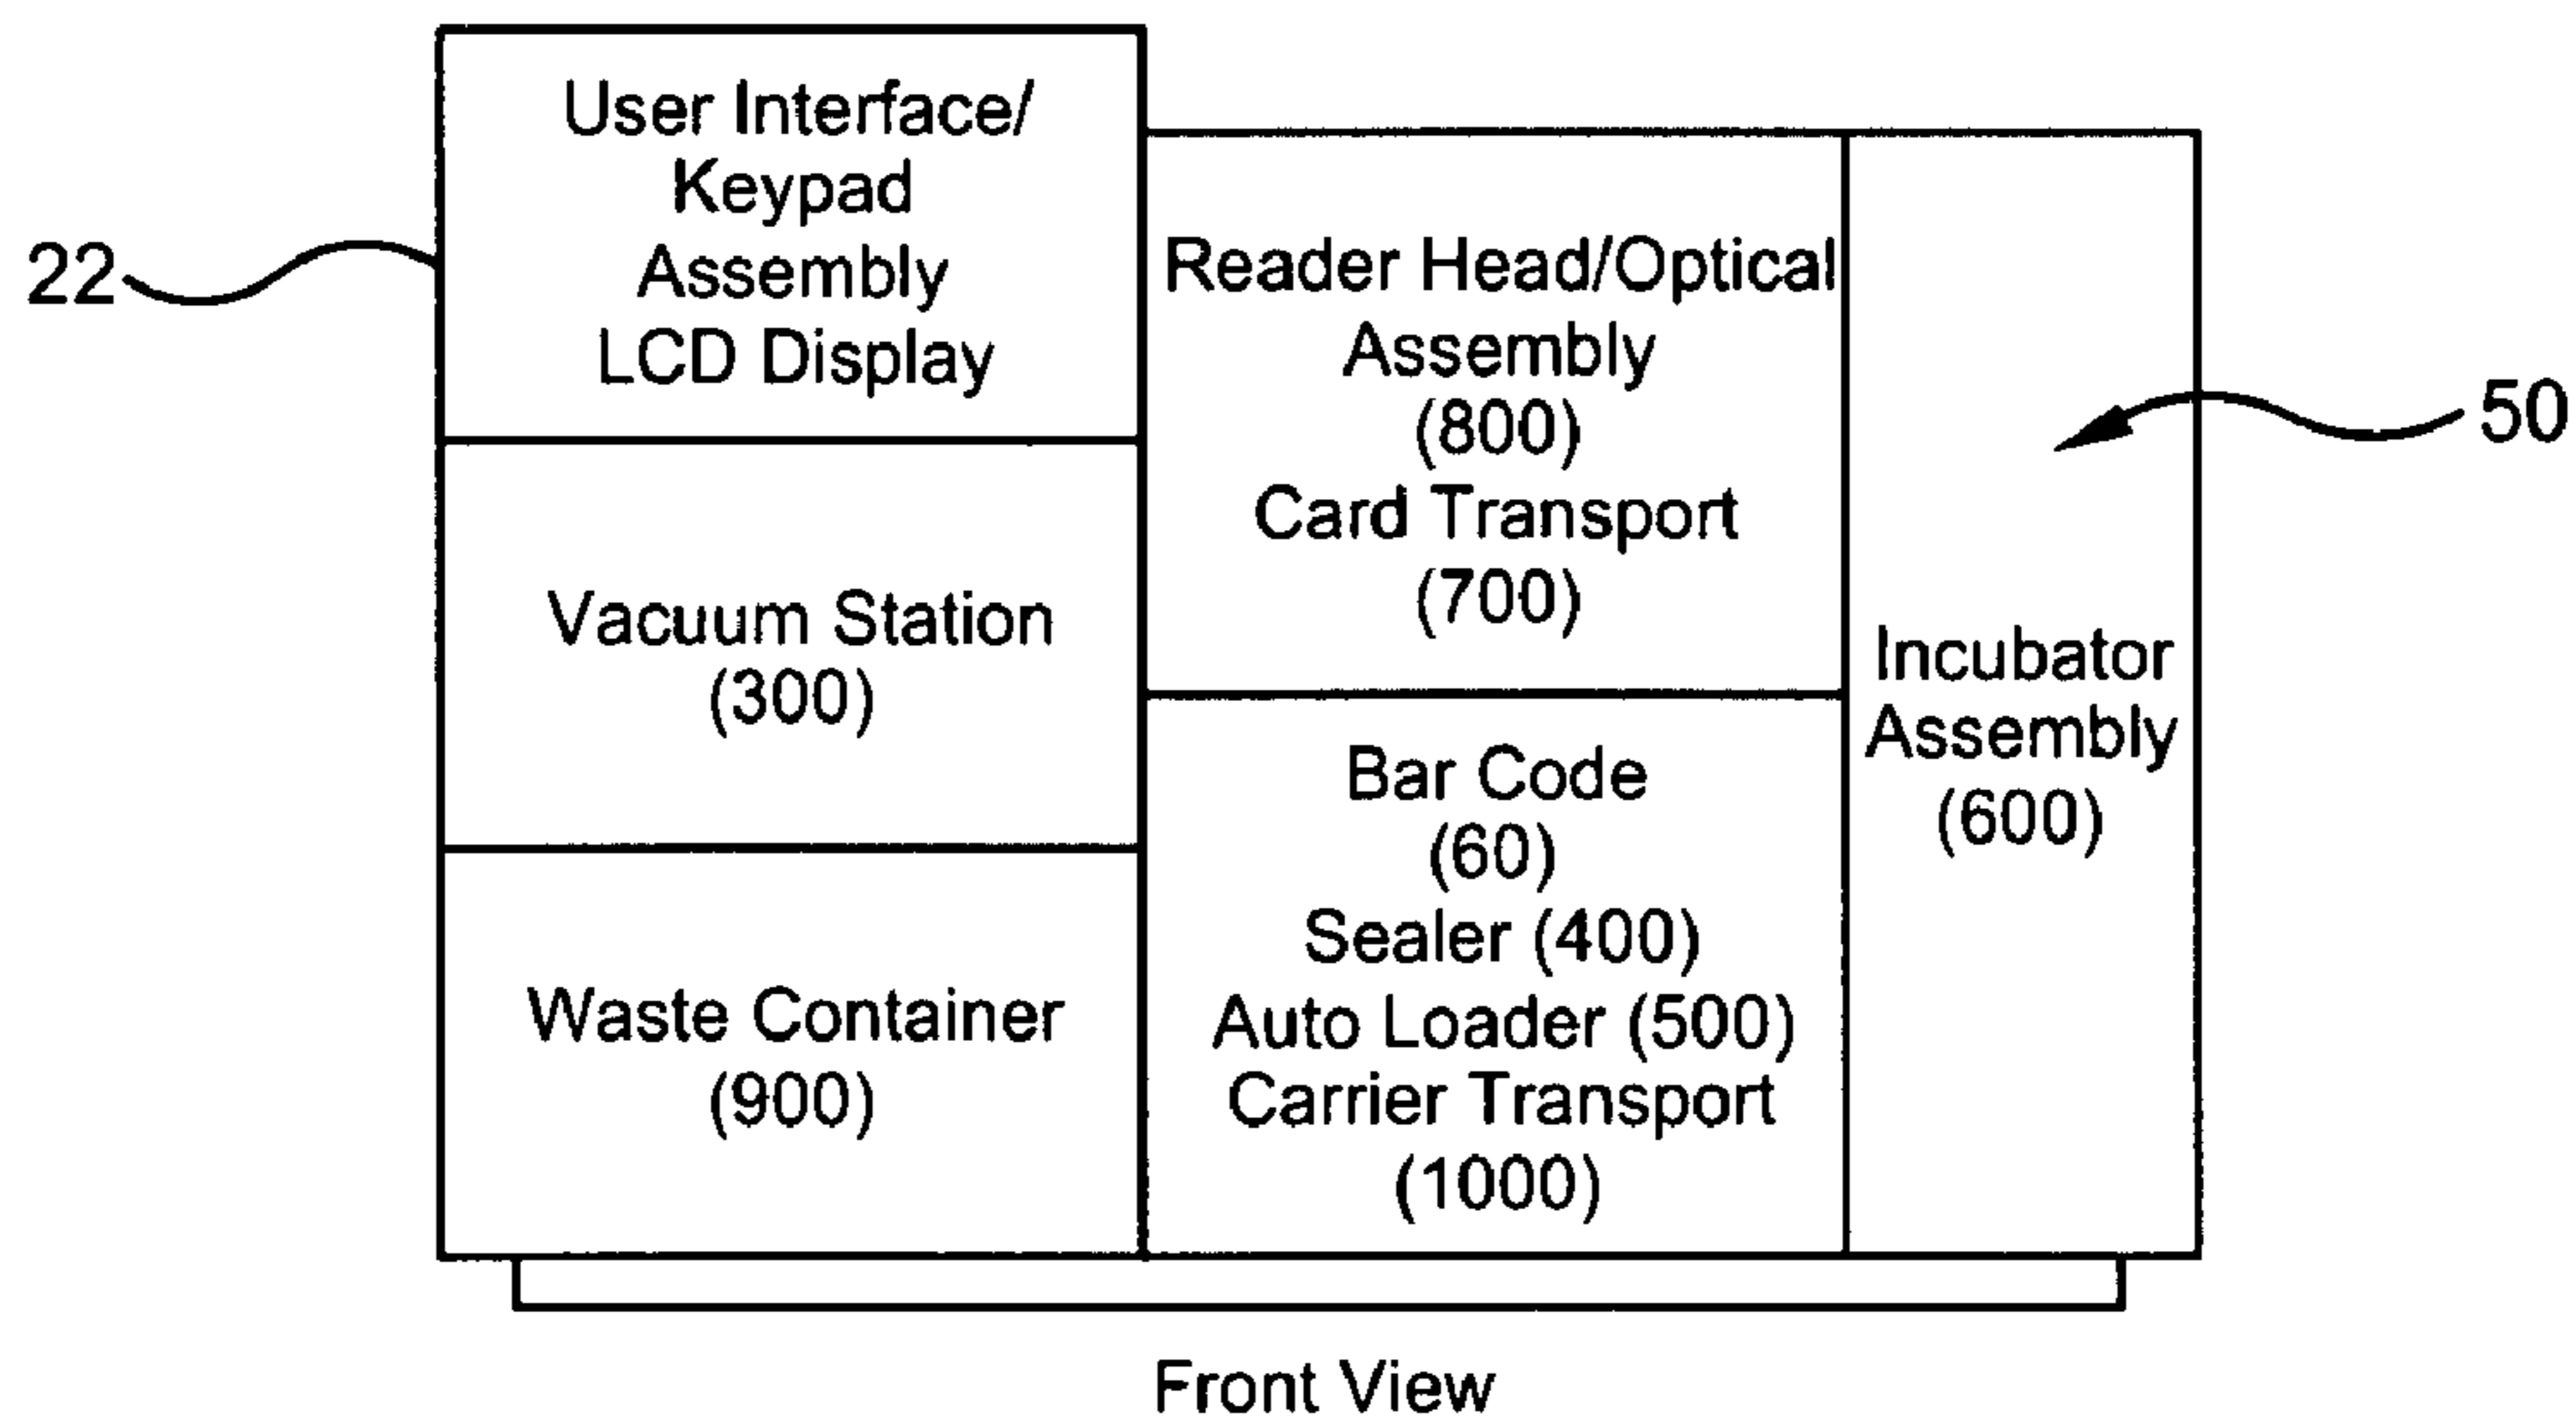 User Interface/
Keypad
Assembly
LCD Display
22
Vacuum Station
(300)
Waste Container
(900)
Reader Head/Optical
Assembly
(800)
Card Transport
(700)
Bar Code
(60)
Sealer (400)
Auto Loader (500)
Carrier Transport
(1000)
Incubator
Assembly
(600)
50
Front View